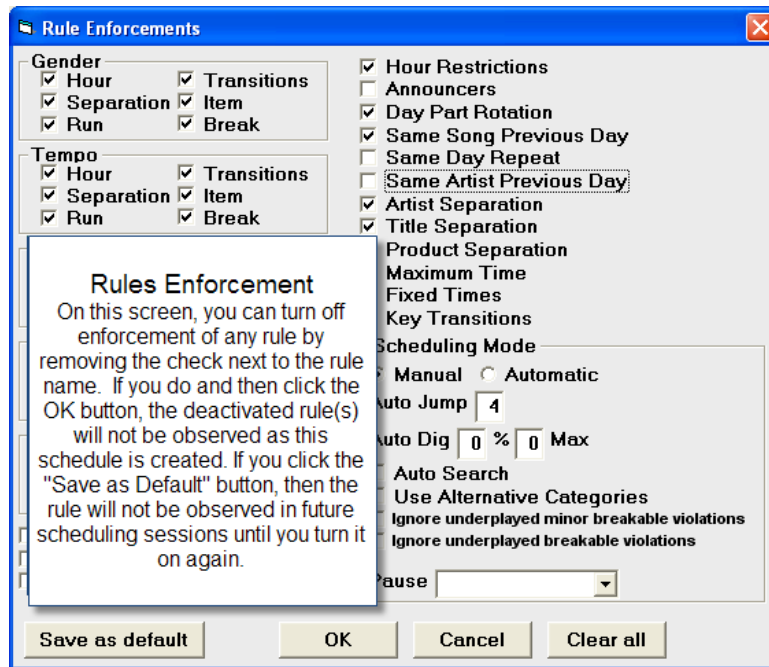 Rule Enforcements
Gender
Hour Transitions
Separation Item
Run Break
Tempo
Hour Transitions
Separation Item
Run Break
Hour Restrictions
Announcers
Day Part Rotation
Same Song Previous Day
Same Day Repeat
Same Artist Previous Day
Artist Separation
Title Separation
Product Separation
Maximum Time
Fixed Times
Key Transitions
Scheduling Mode
Manual Automatic
Auto Jump 4
Auto Dig 0 % 0 Max
Auto Search
Use Alternative Categories
Ignore underplayed minor breakable violations
Ignore underplayed breakable violations
Pause
Rules Enforcement
On this screen, you can turn off
enforcement of any rule by
removing the check next to the rule
name. If you do and then click the
OK button, the deactivated rule(s)
will not be observed as this
schedule is created. If you click the
"Save as Default" button, then the
rule will not be observed in future
scheduling sessions until you turn it
on again.
Save as default OK Cancel Clear all